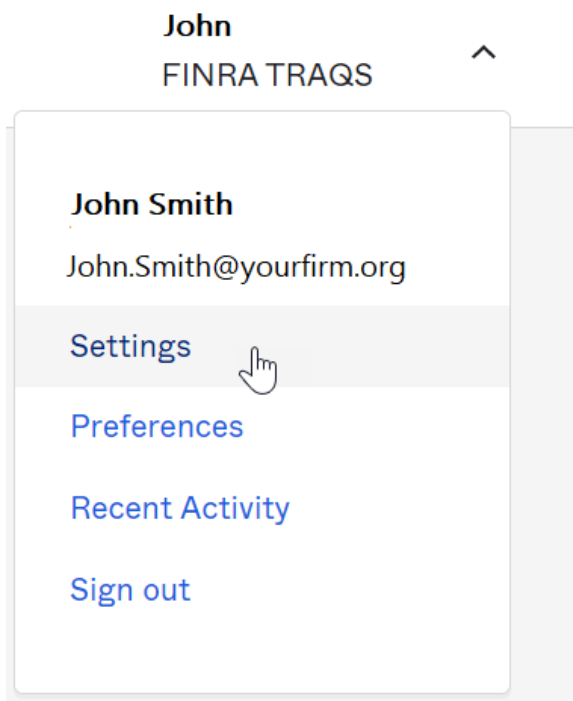 John
FINRA TRAQS
John Smith
John.Smith@yourfirm.org
Settings
Preferences
Recent Activity
Sign out